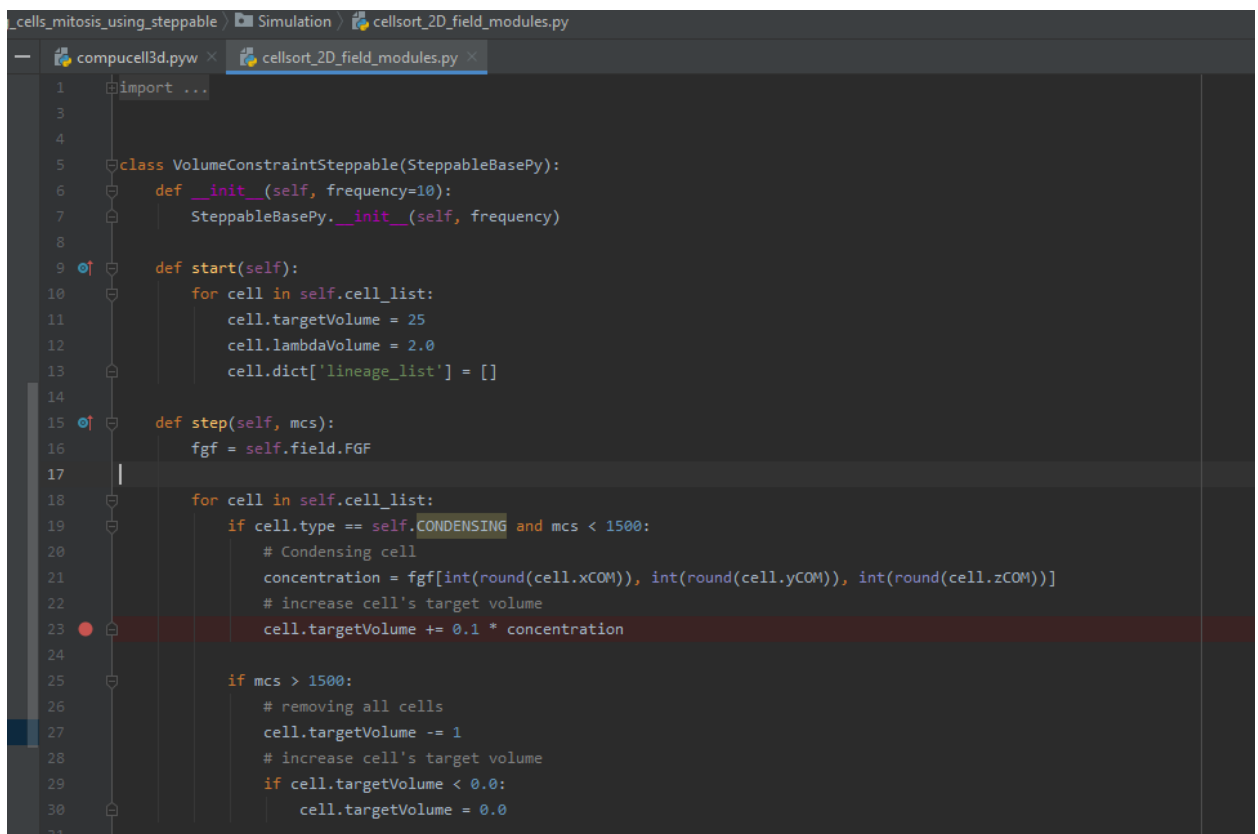 g_cells_mitosis_using_steppable Simulation cellsort_2D_field_modules.py
compucell3d.pyw cellsort_2D_field_modules.py
1 import ...
3
4
5 class VolumeConstraintSteppable(SteppableBasePy):
6     def __init__(self, frequency=10):
7         SteppableBasePy.__init__(self, frequency)
8
9     def start(self):
10         for cell in self.cell_list:
11             cell.targetVolume = 25
12             cell.lambdaVolume = 2.0
13             cell.dict['lineage_list'] = []
14
15     def step(self, mcs):
16         fgf = self.field.FGF
17
18         for cell in self.cell_list:
19             if cell.type == self.CONDENSING and mcs < 1500:
20                 # Condensing cell
21                 concentration = fgf[int(round(cell.xCOM)), int(round(cell.yCOM)), int(round(cell.zCOM))]
22                 # increase cell's target volume
23                 cell.targetVolume += 0.1 * concentration
24
25             if mcs > 1500:
26                 # removing all cells
27                 cell.targetVolume -= 1
28                 # increase cell's target volume
29                 if cell.targetVolume < 0.0:
30                     cell.targetVolume = 0.0
31